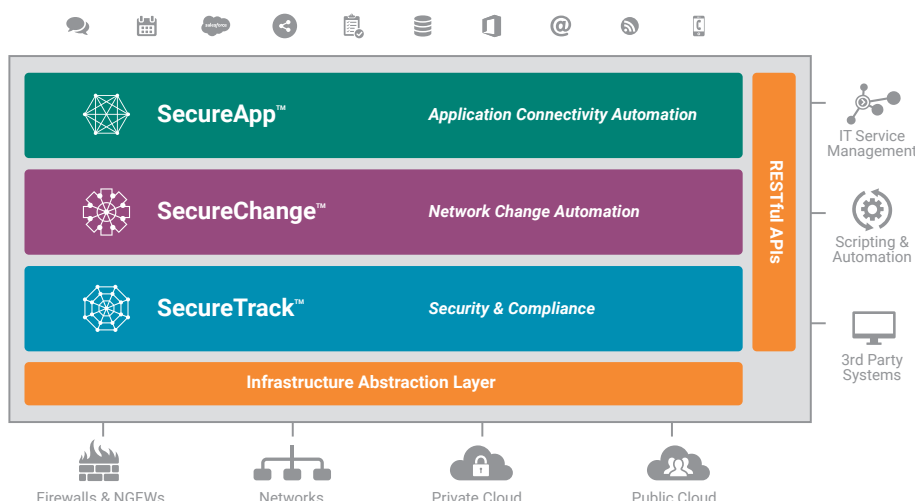 salesforce
SecureApp™
Application Connectivity Automation
SecureChange™
Network Change Automation
SecureTrack™
Security & Compliance
Infrastructure Abstraction Layer
RESTful APIs
IT Service
Management
Scripting &
Automation
3rd Party
Systems
Firewalls & NGFWs
Networks
Private Cloud
Public Cloud